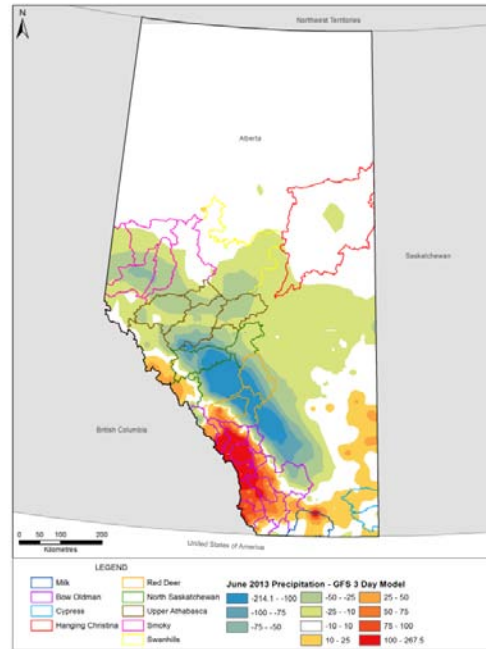 N
Northwest Territories
Alberta
Saskatchewan
British Columbia
United States of America
0 50 100 200
Kilometres
LEGEND
Milk
Bow Oldman
Cypress
Hanging Christina
Red Deer
North Saskatchewan
Upper Athabasca
Smoky
Swanhills
June 2013 Precipitation - GFS 3 Day Model
-214.1 - -100
-100 - -75
-75 - -50
-50 - -25
-25 - -10
-10 - 10
10 - 25
25 - 50
50 - 75
75 - 100
100 - 267.5